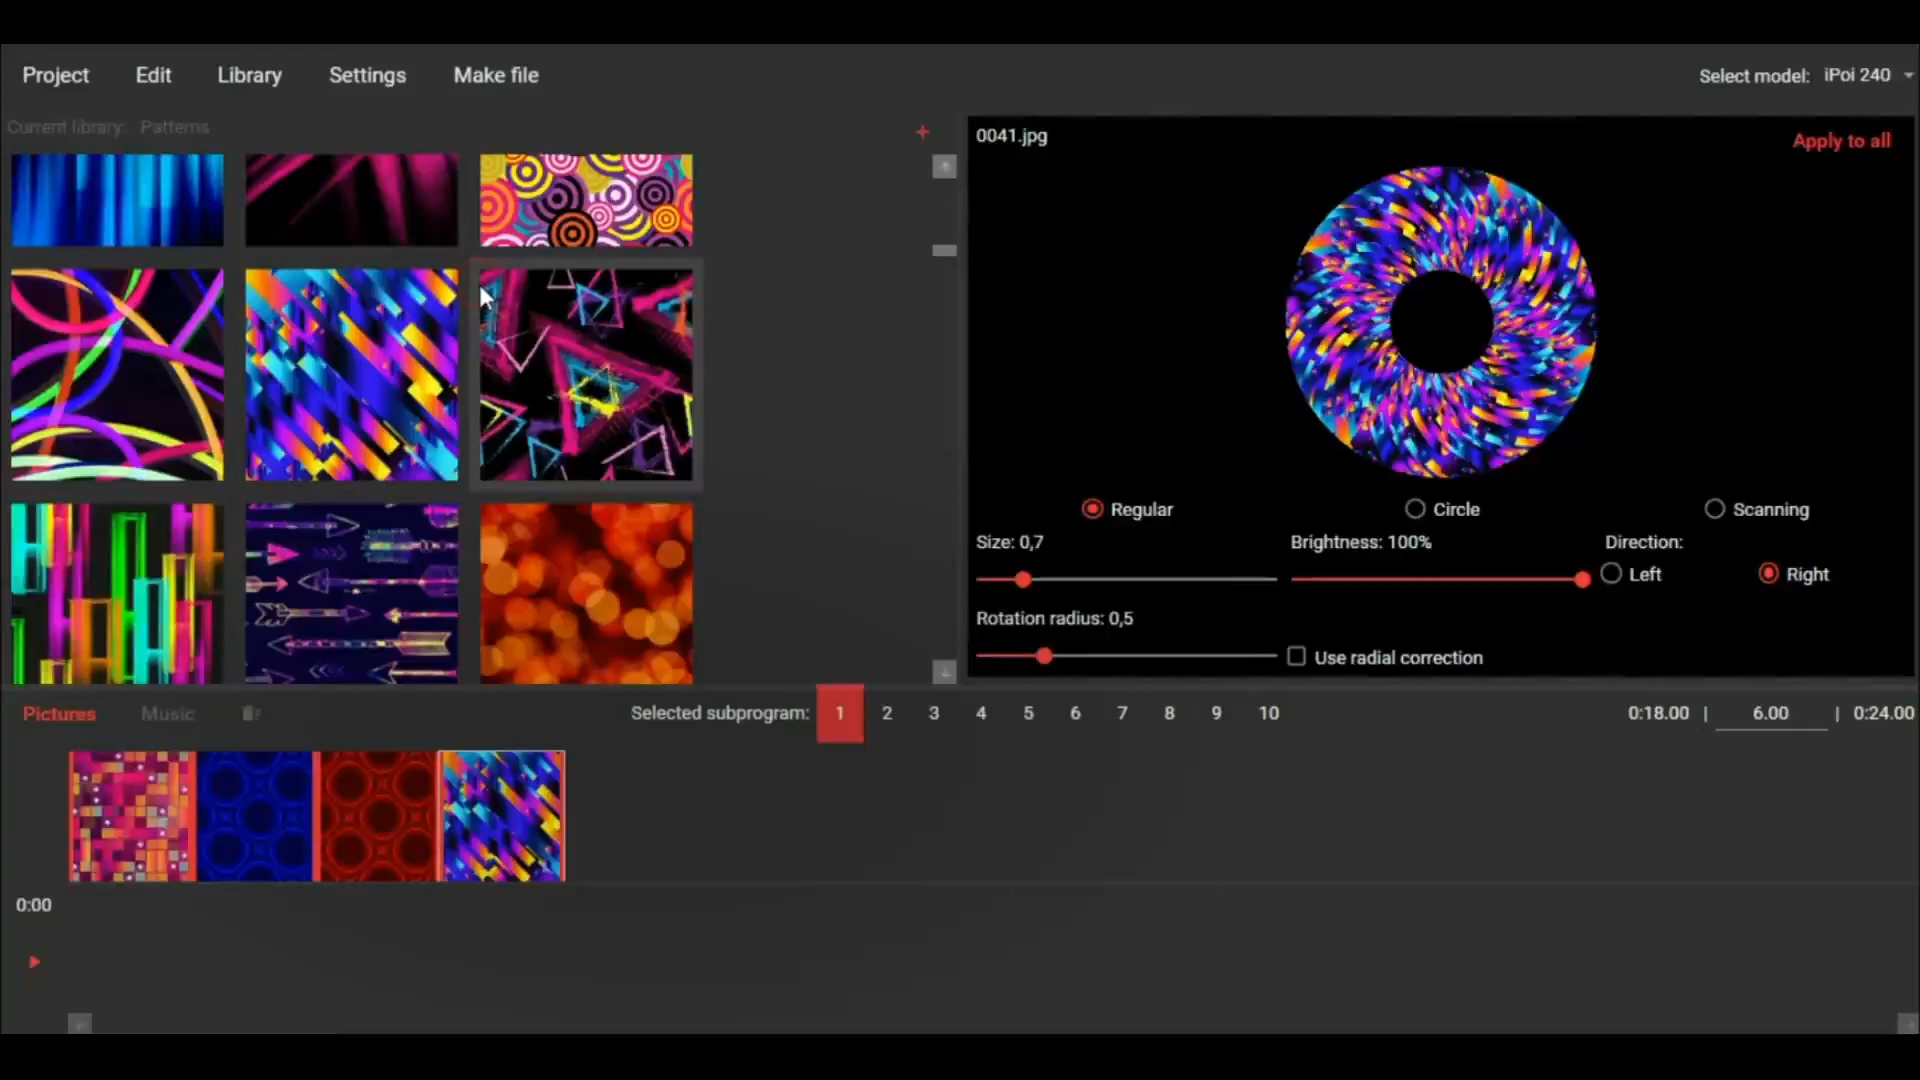 Project Edit Library Settings Make file
Select model: iPoi 240
Current library: Patterns
+
0041.jpg
Apply to all
Regular Circle Scanning
Size: 0,7 Brightness: 100% Direction:
Left Right
Rotation radius: 0,5
Use radial correction
Pictures Music
Selected subprogram: 1 2 3 4 5 6 7 8 9 10
0:18.00 | 6.00 | 0:24.00
0:00